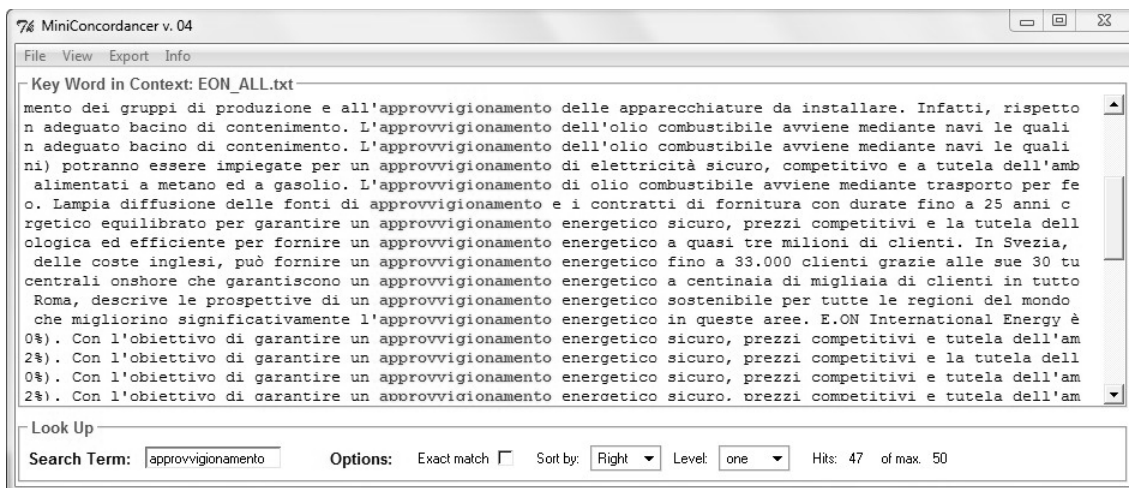 MiniConcordancer v. 04
File View Export Info
Key Word in Context: EON_ALL.txt
mento dei gruppi di produzione e all'approvvigionamento delle apparecchiature da installare. Infatti, rispetto
n adeguato bacino di contenimento. L'approvvigionamento dell'olio combustibile avviene mediante navi le quali
n adeguato bacino di contenimento. L'approvvigionamento dell'olio combustibile avviene mediante navi le quali
ni) potranno essere impiegate per un approvvigionamento di elettricità sicuro, competitivo e a tutela dell'amb
alimentati a metano ed a gasolio. L'approvvigionamento di olio combustibile avviene mediante trasporto per fe
o. Lampia diffusione delle fonti di approvvigionamento e i contratti di fornitura con durate fino a 25 anni c
rgetico equilibrato per garantire un approvvigionamento energetico sicuro, prezzi competitivi e la tutela dell
ologica ed efficiente per fornire un approvvigionamento energetico a quasi tre milioni di clienti. In Svezia,
delle coste inglesi, può fornire un approvvigionamento energetico fino a 33.000 clienti grazie alle sue 30 tu
centrali onshore che garantiscono un approvvigionamento energetico a centinaia di migliaia di clienti in tutto
Roma, descrive le prospettive di un approvvigionamento energetico sostenibile per tutte le regioni del mondo
che migliorino significativamente l'approvvigionamento energetico in queste aree. E.ON International Energy è
0%). Con l'obiettivo di garantire un approvvigionamento energetico sicuro, prezzi competitivi e tutela dell'am
2%). Con l'obiettivo di garantire un approvvigionamento energetico sicuro, prezzi competitivi e la tutela dell
0%). Con l'obiettivo di garantire un approvvigionamento energetico sicuro, prezzi competitivi e tutela dell'am
2%). Con l'obiettivo di garantire un approvvigionamento energetico sicuro, prezzi competitivi e tutela dell'am
Look Up
Search Term: approvvigionamento Options: Exact match Sort by: Right Level: one Hits: 47 of max. 50